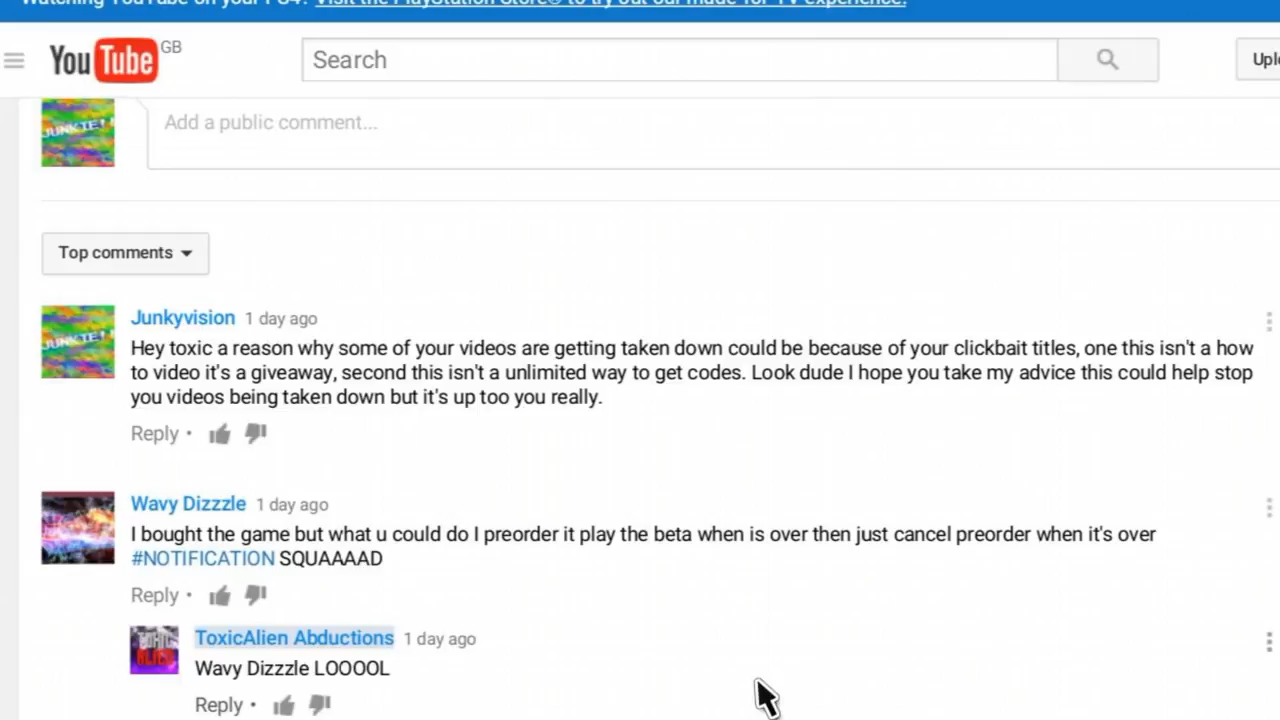 Watching YouTube on your PS4? Visit the PlayStation Store® to try out our made for TV experience.
YouTube GB
Search
Uplo
JUNKIE!!
Add a public comment...
Top comments
Junkyvision 1 day ago
JUNKIE!!
Hey toxic a reason why some of your videos are getting taken down could be because of your clickbait titles, one this isn't a how
to video it's a giveaway, second this isn't a unlimited way to get codes. Look dude I hope you take my advice this could help stop
you videos being taken down but it's up too you really.
Reply •
Wavy Dizzzle 1 day ago
I bought the game but what u could do I preorder it play the beta when is over then just cancel preorder when it's over
#NOTIFICATION SQUAAAAD
Reply •
ToxicAlien Abductions 1 day ago
Wavy Dizzzle LOOOOL
Reply •